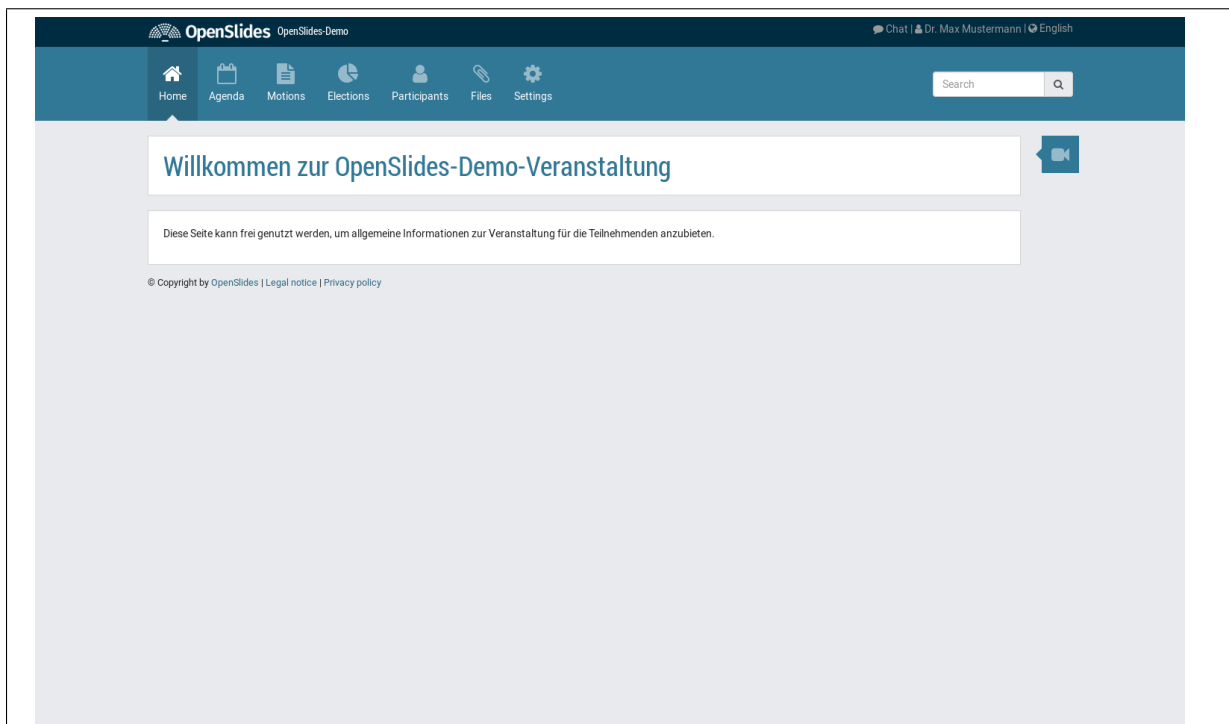 OpenSlides OpenSlides-Demo
Chat | Dr. Max Mustermann | English
Home Agenda Motions Elections Participants Files Settings
Search
Willkommen zur OpenSlides-Demo-Veranstaltung
Diese Seite kann frei genutzt werden, um allgemeine Informationen zur Veranstaltung für die Teilnehmenden anzubieten.
© Copyright by OpenSlides | Legal notice | Privacy policy